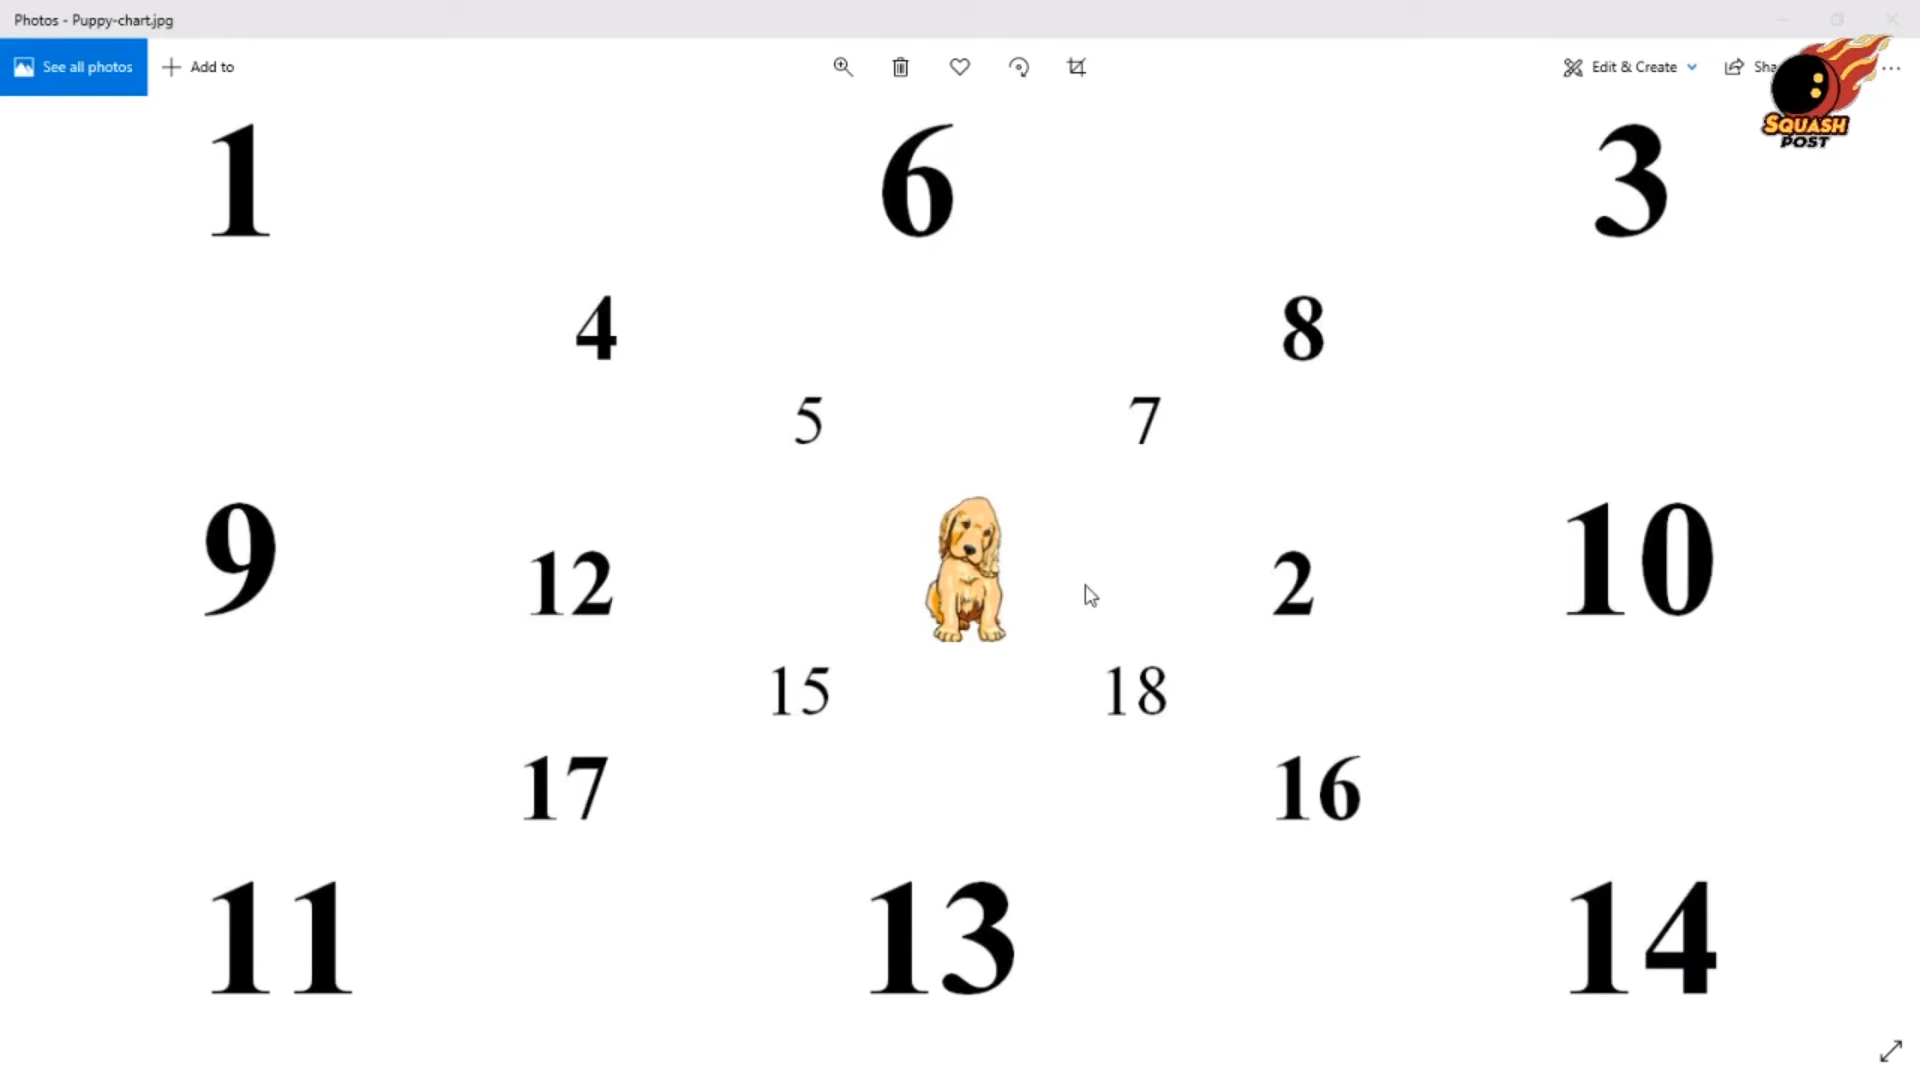 Photos - Puppy-chart.jpg
See all photos
Add to
Edit & Create
Sha
SQUASH
POST
1 6 3
4 8
5 7
9 12 2 10
15 18
17 16
11 13 14